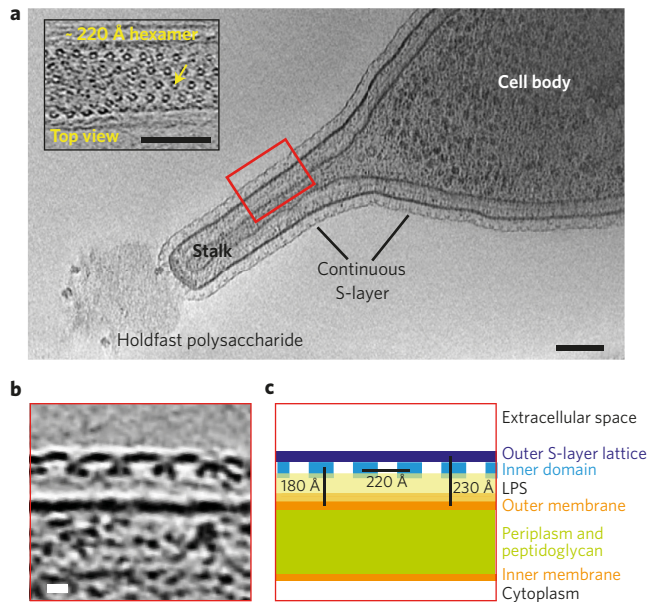 a
~ 220 Å hexamer
Top view
Cell body
Stalk
Continuous
S-layer
Holdfast polysaccharide
b
c
Extracellular space
Outer S-layer lattice
Inner domain
180 Å
220 Å
230 Å
LPS
Outer membrane
Periplasm and
peptidoglycan
Inner membrane
Cytoplasm